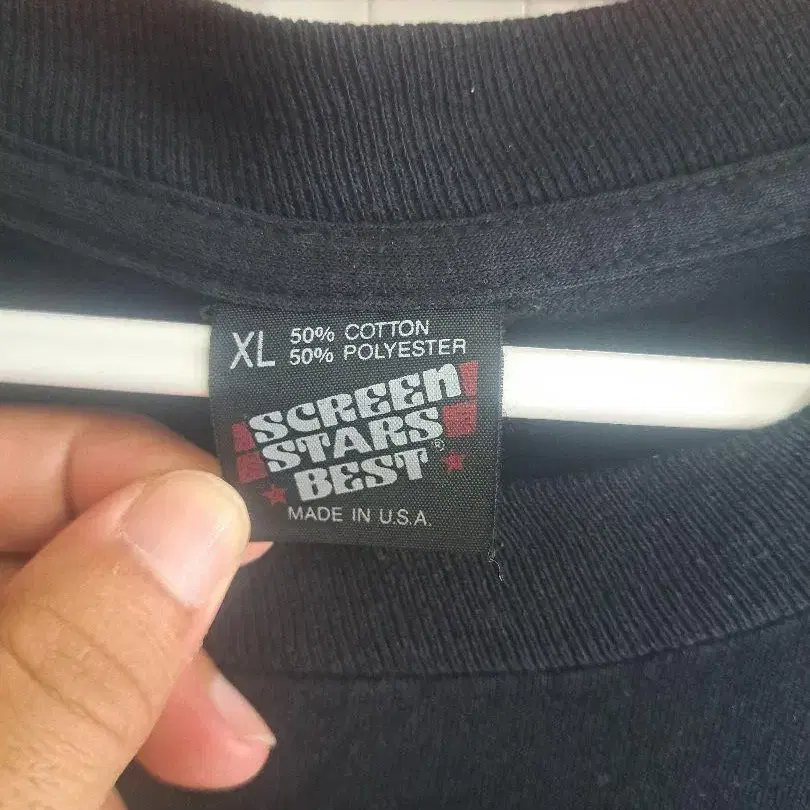 XL 50% COTTON
50% POLYESTER
SCREEN
STARS
BEST®
MADE IN U.S.A.